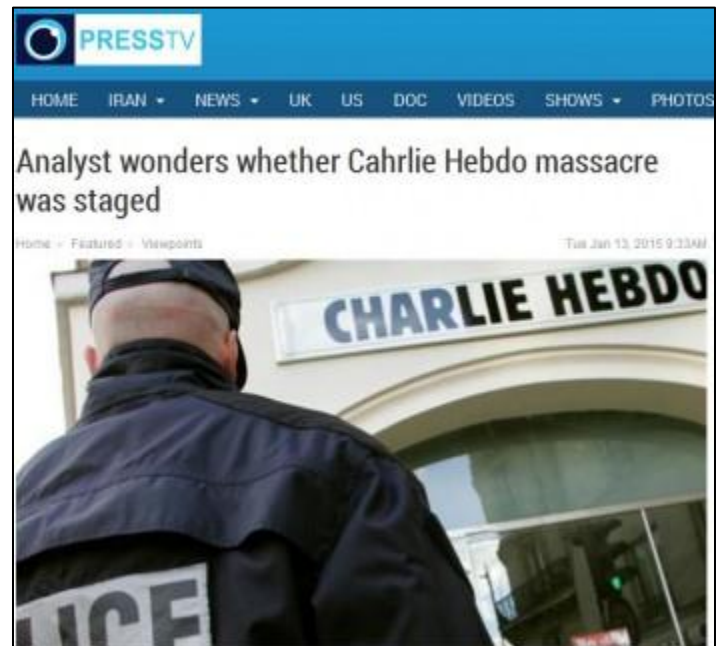 PRESSTV
HOME IRAN NEWS UK US DOC VIDEOS SHOWS PHOTOS
Analyst wonders whether Cahrlie Hebdo massacre
was staged
Home Featured Viewpoints Tue Jan 13, 2015 9:33AM
CHARLIE HEBDO
LICE